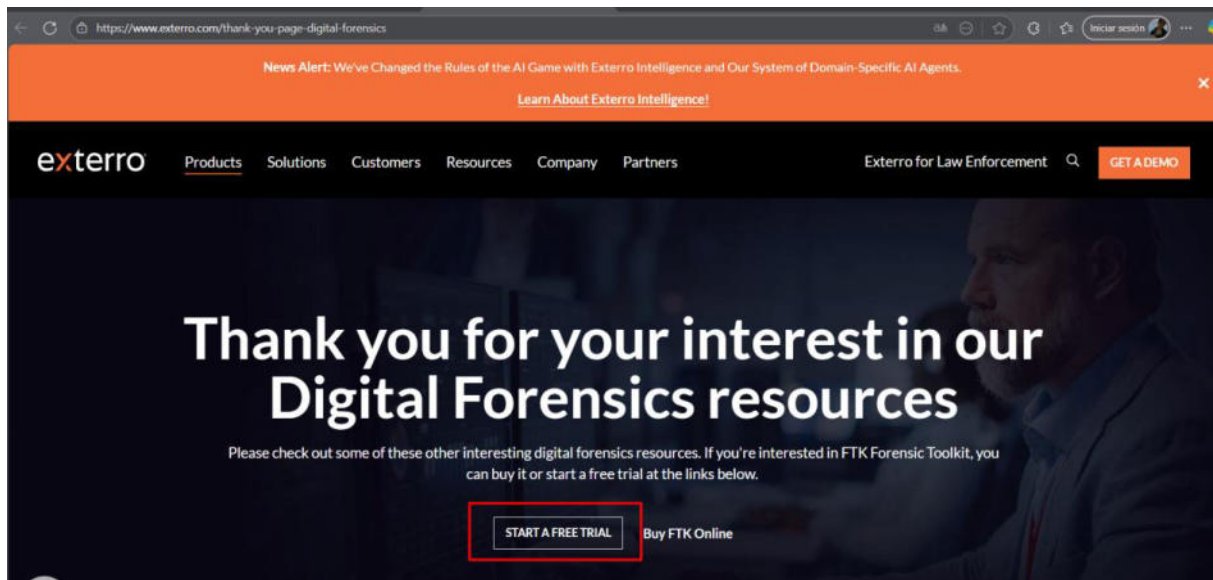 https://www.exterro.com/thank-you-page-digital-forensics
Iniciar sesión
News Alert: We've Changed the Rules of the AI Game with Exterro Intelligence and Our System of Domain-Specific AI Agents.
Learn About Exterro Intelligence!
exterro Products Solutions Customers Resources Company Partners Exterro for Law Enforcement GET A DEMO
Thank you for your interest in our
Digital Forensics resources
Please check out some of these other interesting digital forensics resources. If you're interested in FTK Forensic Toolkit, you
can buy it or start a free trial at the links below.
START A FREE TRIAL Buy FTK Online